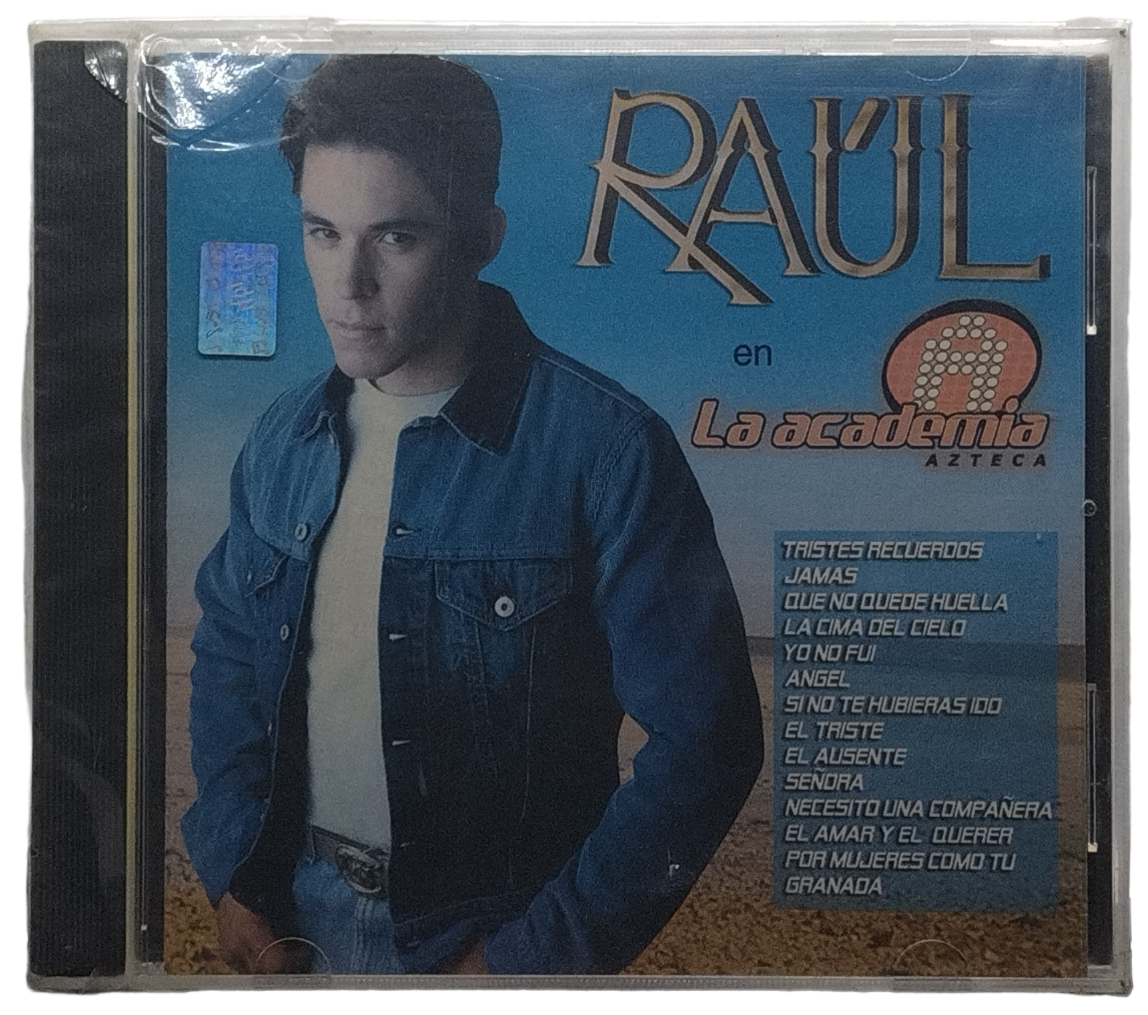 RAÚL
en
La academia
AZTECA
TRISTES RECUERDOS
JAMAS
QUE NO QUEDE HUELLA
LA CIMA DEL CIELO
YO NO FUI
ANGEL
SI NO TE HUBIERAS IDO
EL TRISTE
EL AUSENTE
SEÑORA
NECESITO UNA COMPAÑERA
EL AMAR Y EL QUERER
POR MUJERES COMO TU
GRANADA